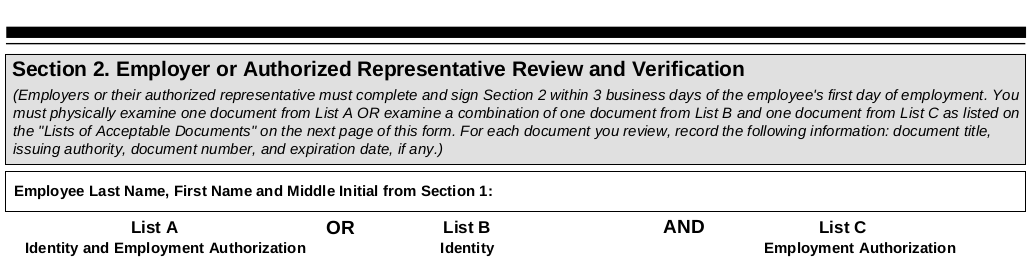 Section 2. Employer or Authorized Representative Review and Verification
(Employers or their authorized representative must complete and sign Section 2 within 3 business days of the employee's first day of employment. You
must physically examine one document from List A OR examine a combination of one document from List B and one document from List C as listed on
the "Lists of Acceptable Documents" on the next page of this form. For each document you review, record the following information: document title,
issuing authority, document number, and expiration date, if any.)
Employee Last Name, First Name and Middle Initial from Section 1:
List A OR List B AND List C
Identity and Employment Authorization Identity Employment Authorization